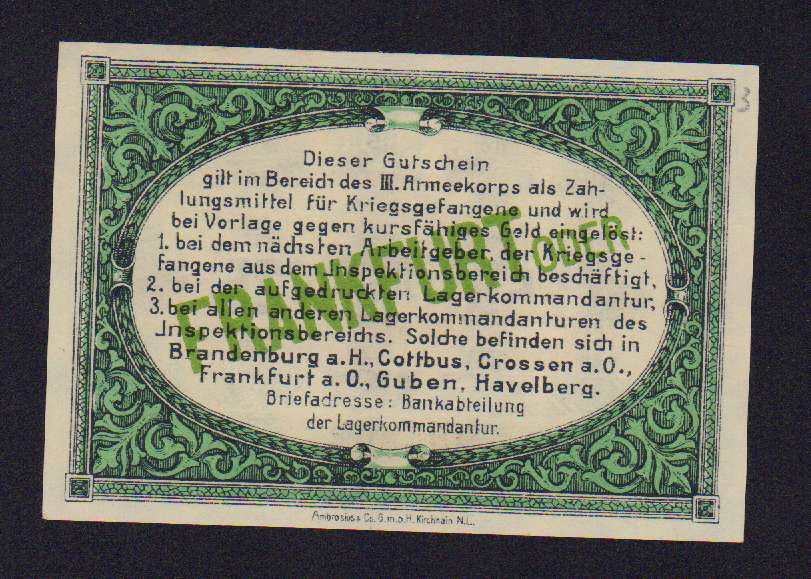 Dieser Gutschein
gilt im Bereich des III. Armeekorps als Zah-
lungsmittel für Kriegsgefangene und wird
bei Vorlage gegen kursfähiges Geld eingelöst:
1. bei dem nächsten Arbeitgeber, der Kriegsge-
fangene aus dem Jnspektionsbereich beschäftigt,
2. bei der aufgedruckten Lagerkommandantur,
3. bei allen anderen Lagerkommandanturen des
Jnspektionsbereichs. Solche befinden sich in
Brandenburg a.H., Cottbus, Crossen a.O.,
Frankfurt a.O., Guben, Havelberg.
Briefadresse: Bankabteilung
der Lagerkommandantur.
FRANKFURT ODER
Ambrosius & Co. G.m.b.H. Kirchhain N.L.
3